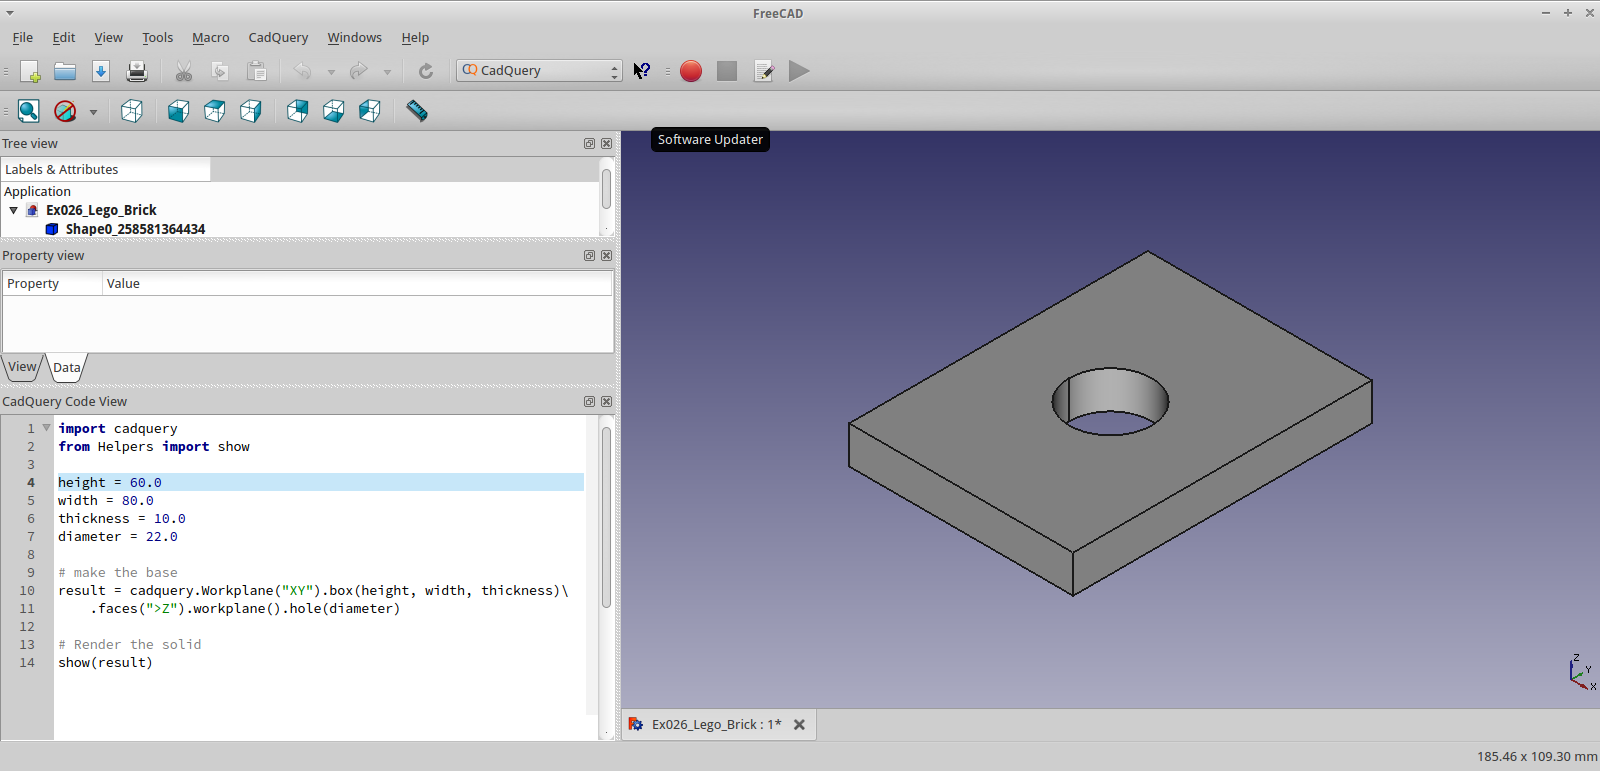 FreeCAD
File Edit View Tools Macro CadQuery Windows Help
CadQuery
Software Updater
Tree view
Labels & Attributes
Application
Ex026_Lego_Brick
Shape0_258581364434
Property view
Property Value
View Data
CadQuery Code View
1 import cadquery
2 from Helpers import show
3
4 height = 60.0
5 width = 80.0
6 thickness = 10.0
7 diameter = 22.0
8
9 # make the base
10 result = cadquery.Workplane("XY").box(height, width, thickness)\
11     .faces(">Z").workplane().hole(diameter)
12
13 # Render the solid
14 show(result)
Z
Y
X
Ex026_Lego_Brick : 1*
185.46 x 109.30 mm